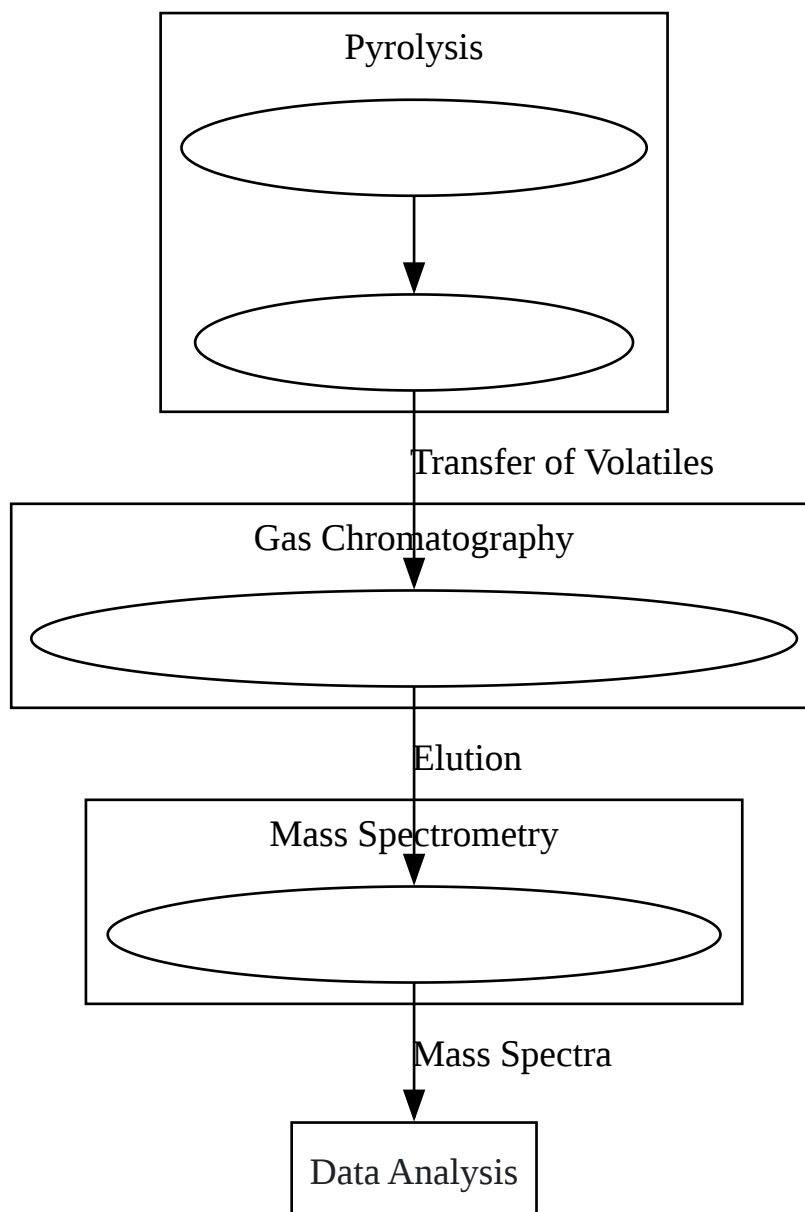 Pyrolysis
Transfer of Volatiles
Gas Chromatography
Elution
Mass Spectrometry
Mass Spectra
Data Analysis